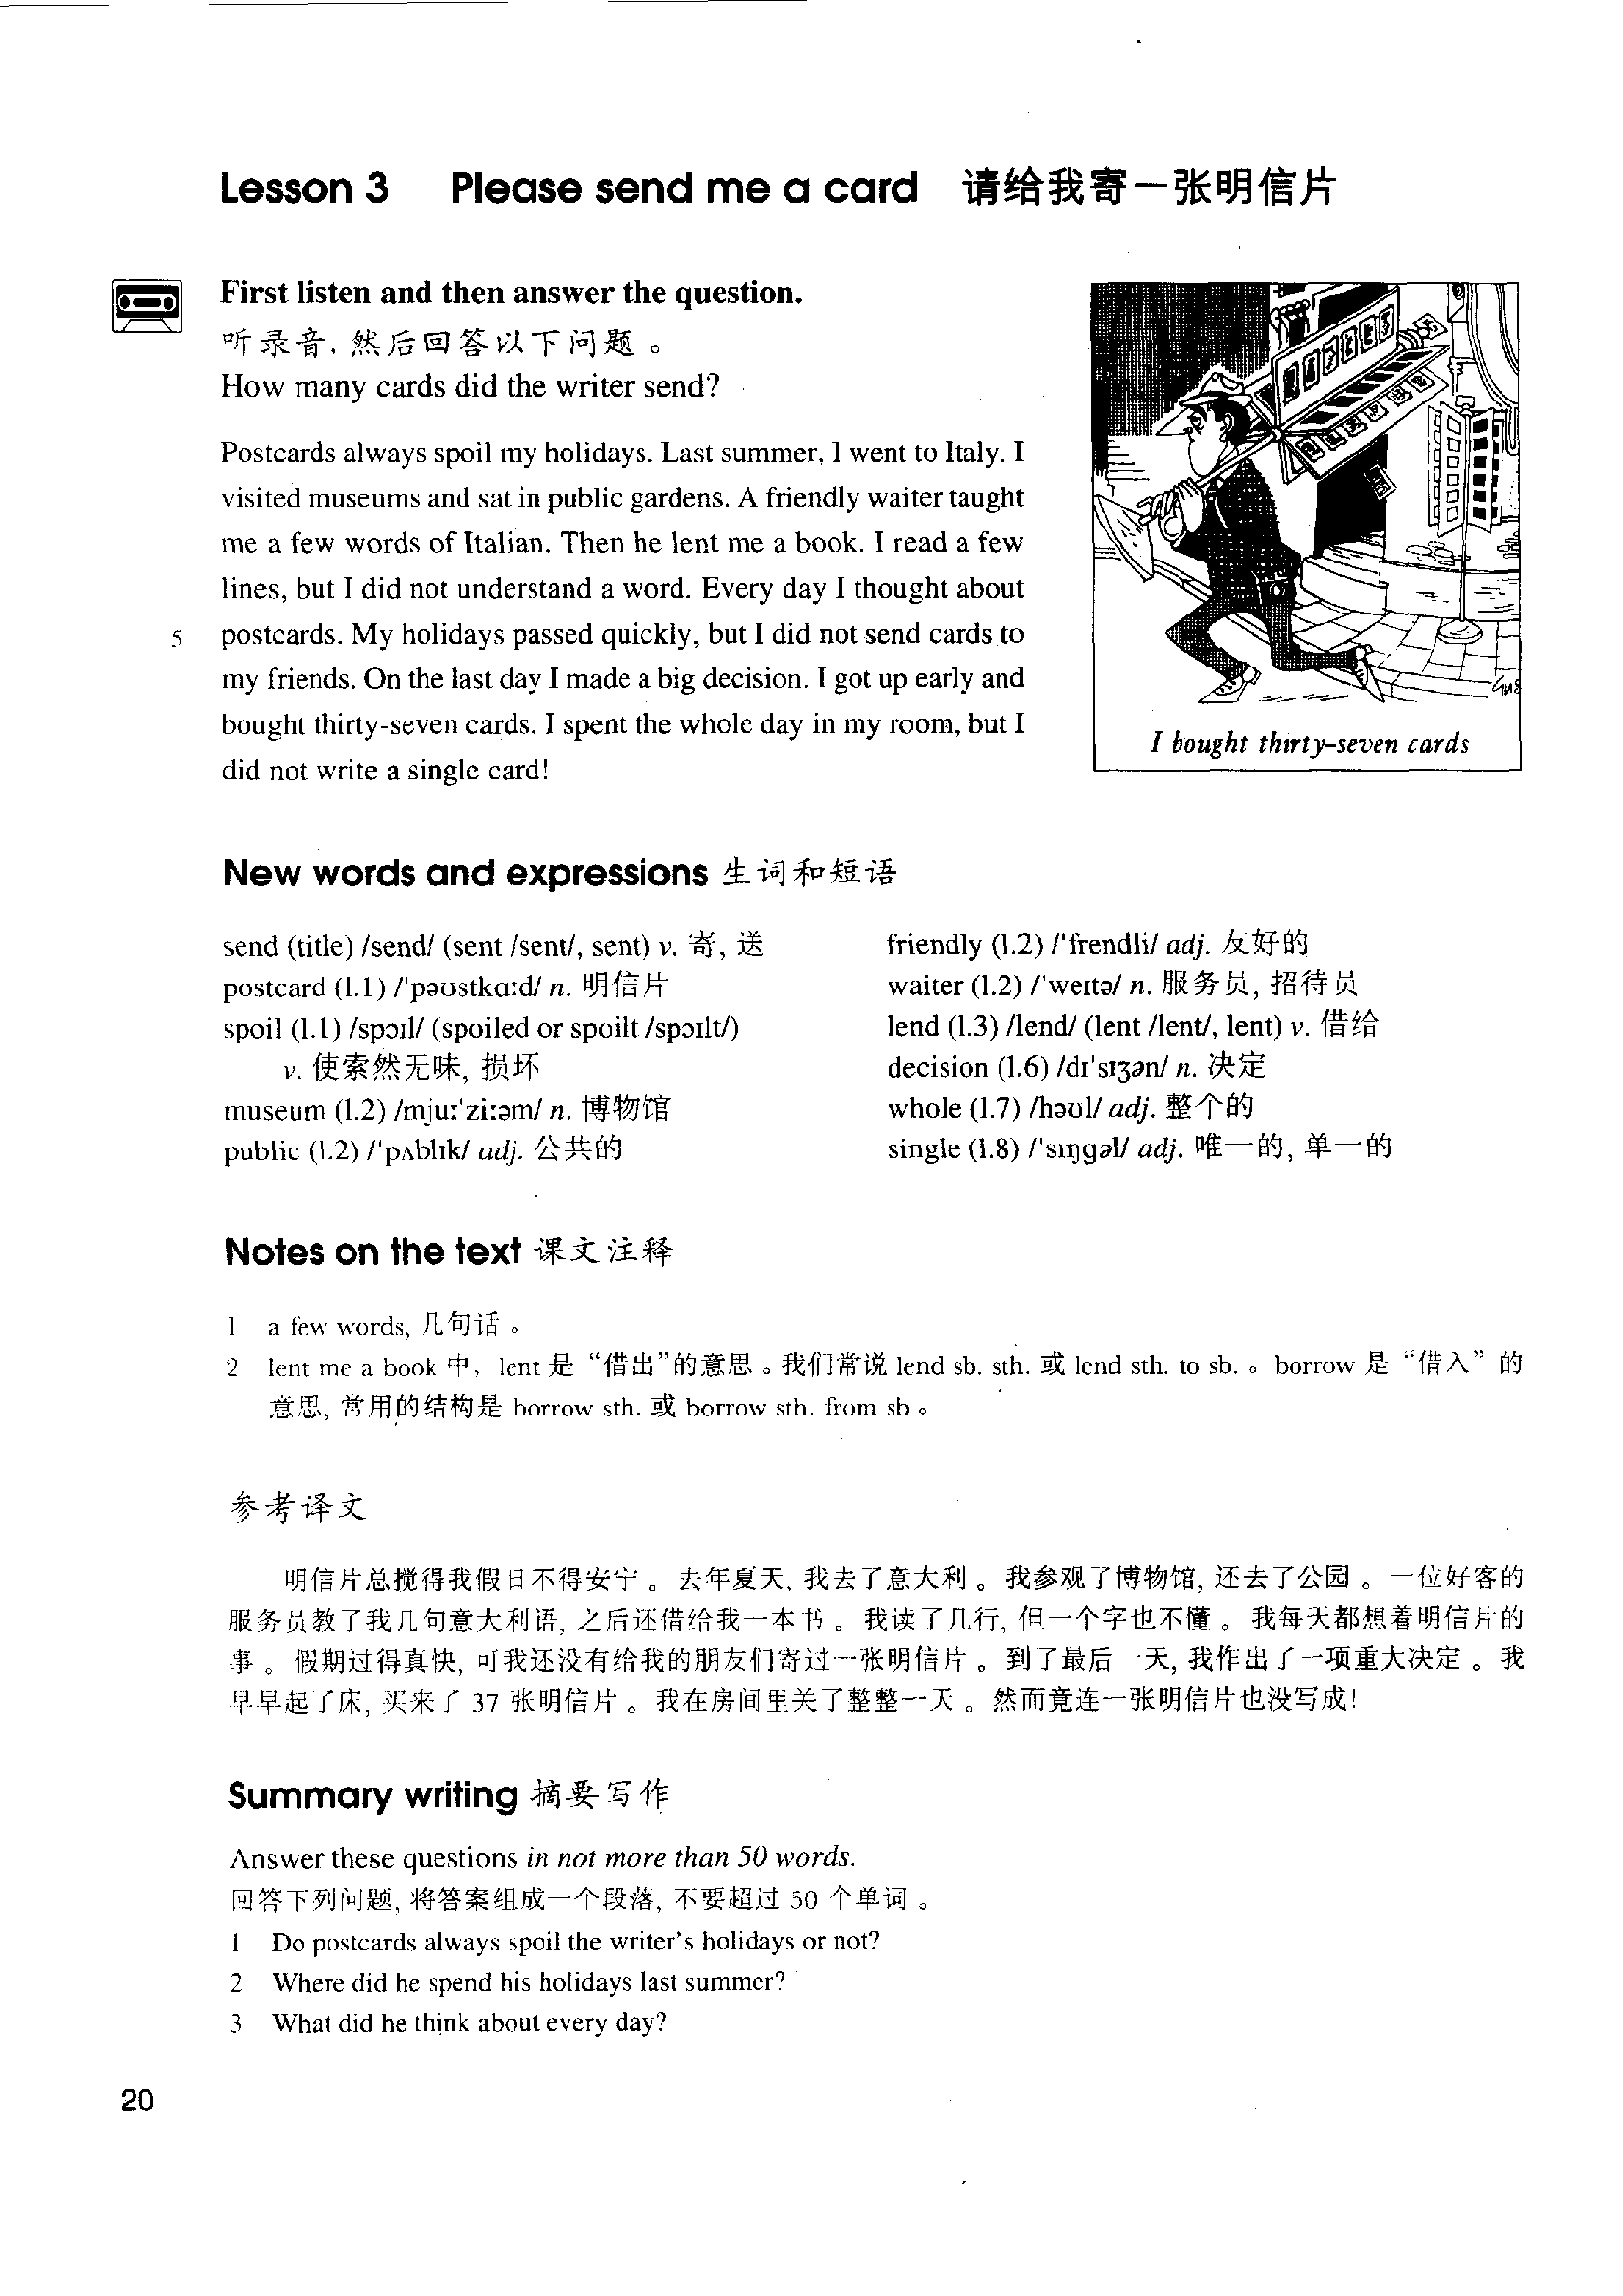 Lesson 3 Please send me a card 请给我寄一张明信片
First listen and then answer the question.
听录音,然后回答以下问题。
How many cards did the writer send?
Postcards always spoil my holidays. Last summer, I went to Italy. I
visited museums and sat in public gardens. A friendly waiter taught
me a few words of Italian. Then he lent me a book. I read a few
lines, but I did not understand a word. Every day I thought about
5 postcards. My holidays passed quickly, but I did not send cards to
my friends. On the last day I made a big decision. I got up early and
bought thirty-seven cards. I spent the whole day in my room, but I
did not write a single card!
I bought thirty-seven cards
New words and expressions 生词和短语
send (title) /send/ (sent /sent/, sent) v. 寄, 送
postcard (l.1) /'pəʊstkɑːd/ n. 明信片
spoil (l.1) /spɔɪl/ (spoiled or spoilt /spɔɪlt/)
v. 使索然无味, 损坏
museum (l.2) /mjuː'ziːəm/ n. 博物馆
public (l.2) /'pʌblɪk/ adj. 公共的
friendly (l.2) /'frendli/ adj. 友好的
waiter (l.2) /'weɪtə/ n. 服务员, 招待员
lend (l.3) /lend/ (lent /lent/, lent) v. 借给
decision (l.6) /dɪ'sɪʒən/ n. 决定
whole (l.7) /həʊl/ adj. 整个的
single (l.8) /'sɪŋgəl/ adj. 唯一的, 单一的
Notes on the text 课文注释
1 a few words, 几句话。
2 lent me a book 中, lent 是 “借出”的意思。我们常说 lend sb. sth. 或 lend sth. to sb.。borrow 是 “借入” 的
意思, 常用的结构是 borrow sth. 或 borrow sth. from sb。
参考译文
明信片总搅得我假日不得安宁。去年夏天, 我去了意大利。我参观了博物馆, 还去了公园。一位好客的
服务员教了我几句意大利语, 之后还借给我一本书。我读了几行, 但一个字也不懂。我每天都想着明信片的
事。假期过得真快, 可我还没有给我的朋友们寄过一张明信片。到了最后一天, 我作出了一项重大决定。我
早早起了床, 买来了 37 张明信片。我在房间里关了整整一天。然而竟连一张明信片也没写成!
Summary writing 摘要写作
Answer these questions in not more than 50 words.
回答下列问题, 将答案组成一个段落, 不要超过 50 个单词。
1 Do postcards always spoil the writer's holidays or not?
2 Where did he spend his holidays last summer?
3 What did he think about every day?
20